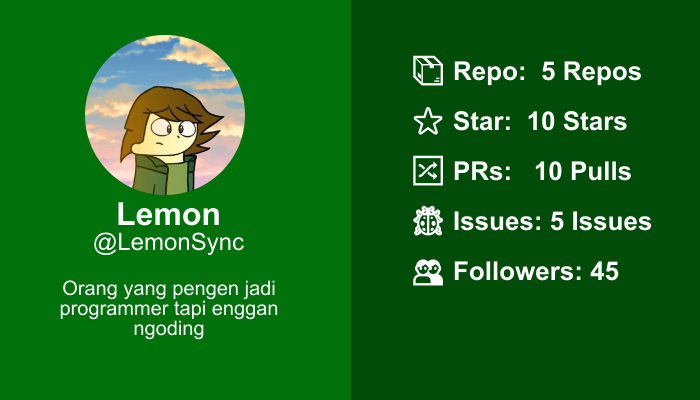 Lemon
@LemonSync
Orang yang pengen jadi
programmer tapi enggan
ngoding
Repo: 5 Repos
Star: 10 Stars
PRs: 10 Pulls
Issues: 5 Issues
Followers: 45